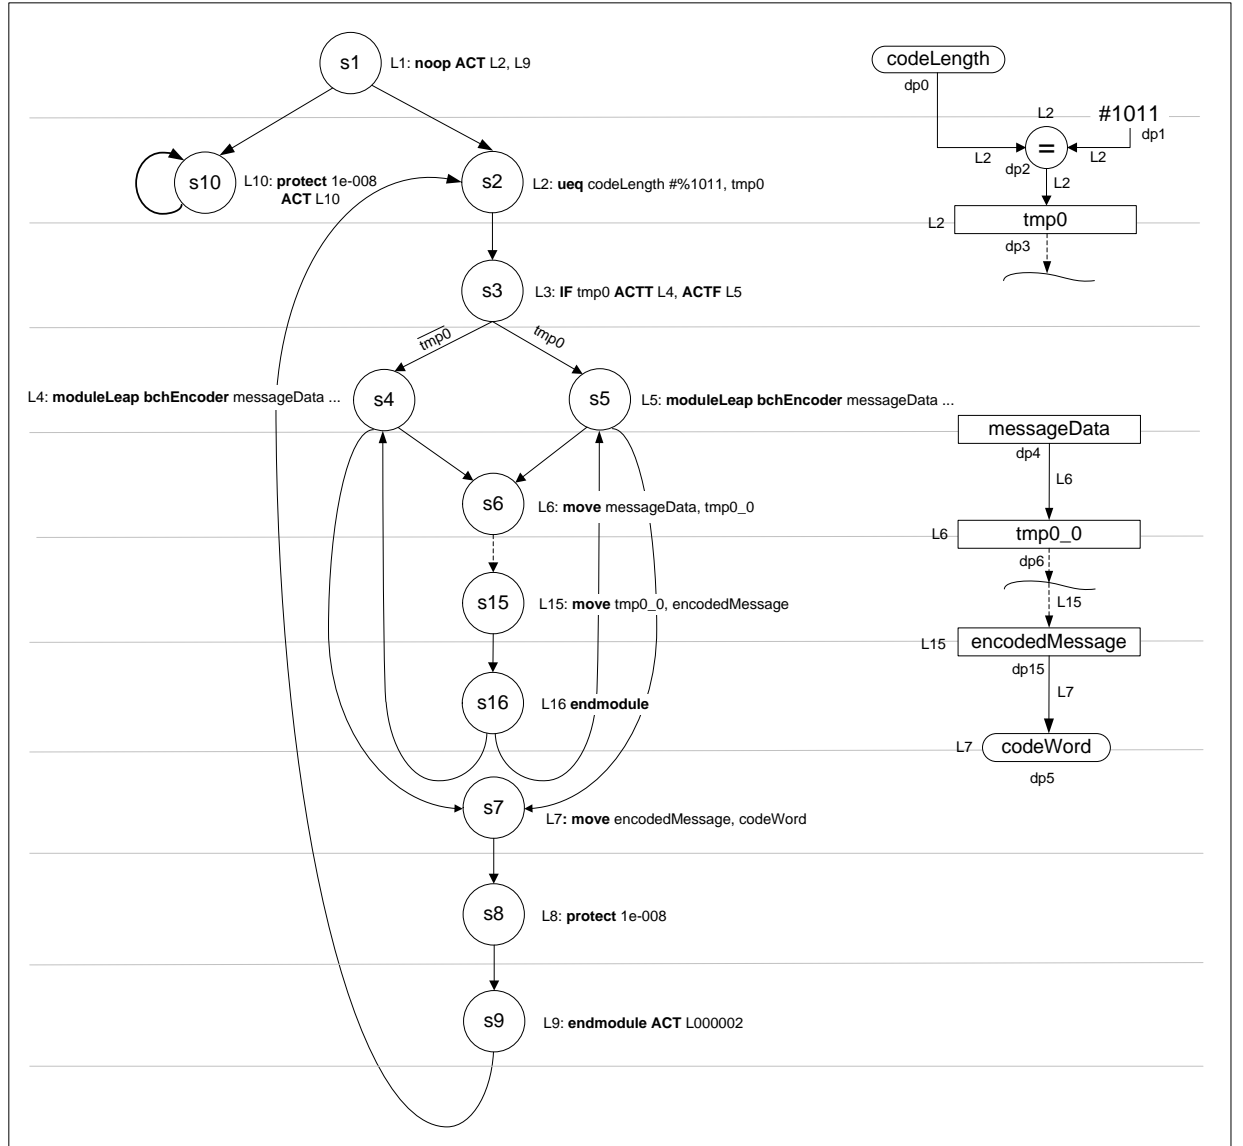 s1
L1: noop ACT L2, L9
codeLength
dp0
L2
#1011
dp1
=
L2
dp2
L2
L2
s10
L10: protect 1e-008
ACT L10
s2
L2: ueq codeLength #%1011, tmp0
L2
tmp0
dp3
s3
L3: IF tmp0 ACTT L4, ACTF L5
tmp0
tmp0
L4: moduleLeap bchEncoder messageData ...
s4
s5
L5: moduleLeap bchEncoder messageData ...
messageData
dp4
L6
s6
L6: move messageData, tmp0_0
L6
tmp0_0
dp6
s15
L15: move tmp0_0, encodedMessage
L15
L15
encodedMessage
dp15
s16
L16 endmodule
L7
L7
codeWord
dp5
s7
L7: move encodedMessage, codeWord
s8
L8: protect 1e-008
s9
L9: endmodule ACT L000002